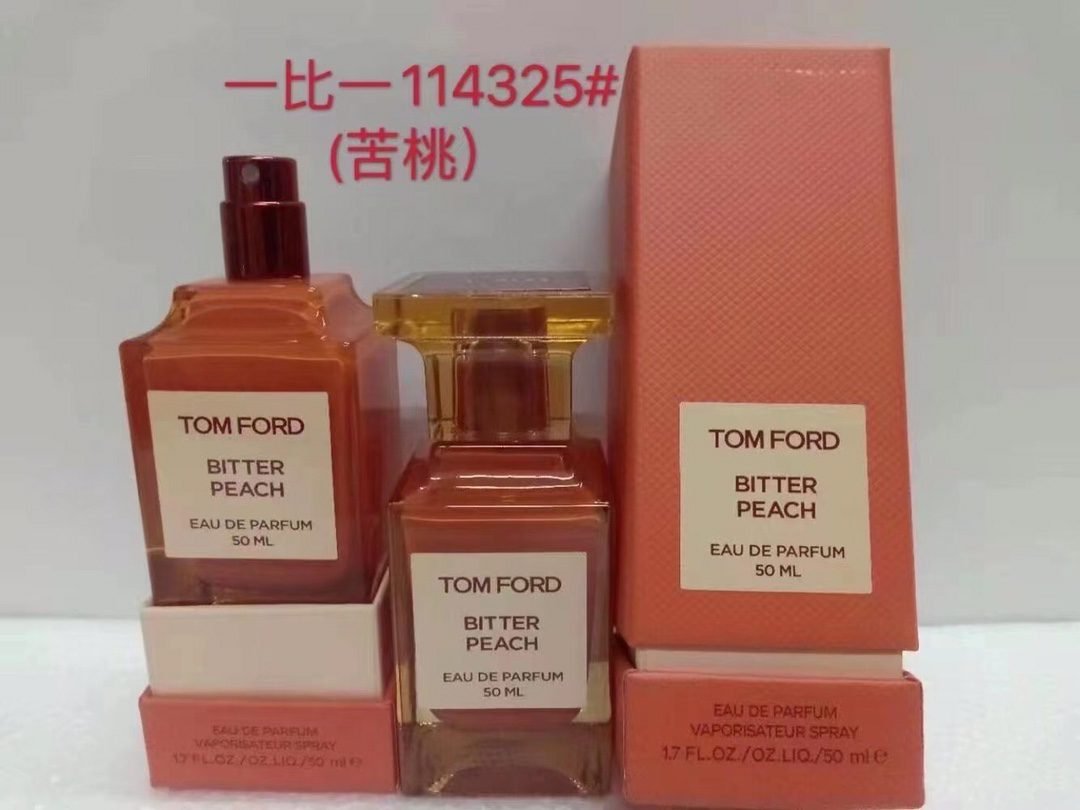 一比一114325#
(苦桃）
TOM FORD
BITTER
PEACH
EAU DE PARFUM
50 ML
EAU DE PARFUM
VAPORISATEUR SPRAY
1.7 FL.OZ./OZ.LIQ./50 ml ℮
TOM FORD
BITTER
PEACH
EAU DE PARFUM
50 ML
TOM FORD
BITTER
PEACH
EAU DE PARFUM
50 ML
EAU DE PARFUM
VAPORISATEUR SPRAY
1.7 FL.OZ./OZ.LIQ./50 ml ℮